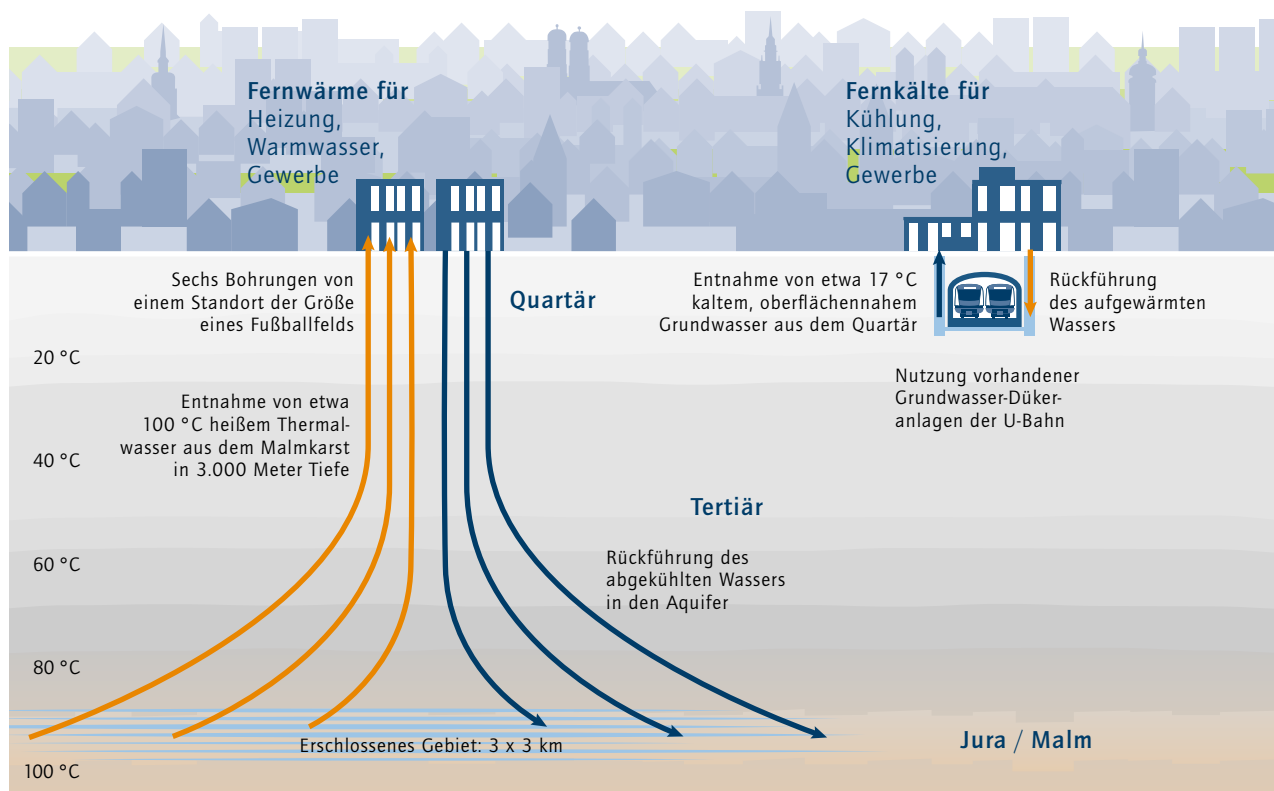 Fernwärme für
Heizung,
Warmwasser,
Gewerbe
Fernkälte für
Kühlung,
Klimatisierung,
Gewerbe
Sechs Bohrungen von
einem Standort der Größe
eines Fußballfelds
Quartär
Entnahme von etwa 17 °C
kaltem, oberflächennahem
Grundwasser aus dem Quartär
Rückführung
des aufgewärmten
Wassers
20 °C
Nutzung vorhandener
Grundwasser-Düker-
anlagen der U-Bahn
Entnahme von etwa
100 °C heißem Thermal-
wasser aus dem Malmkarst
in 3.000 Meter Tiefe
40 °C
Tertiär
60 °C
Rückführung des
abgekühlten Wassers
in den Aquifer
80 °C
Erschlossenes Gebiet: 3 x 3 km
Jura / Malm
100 °C